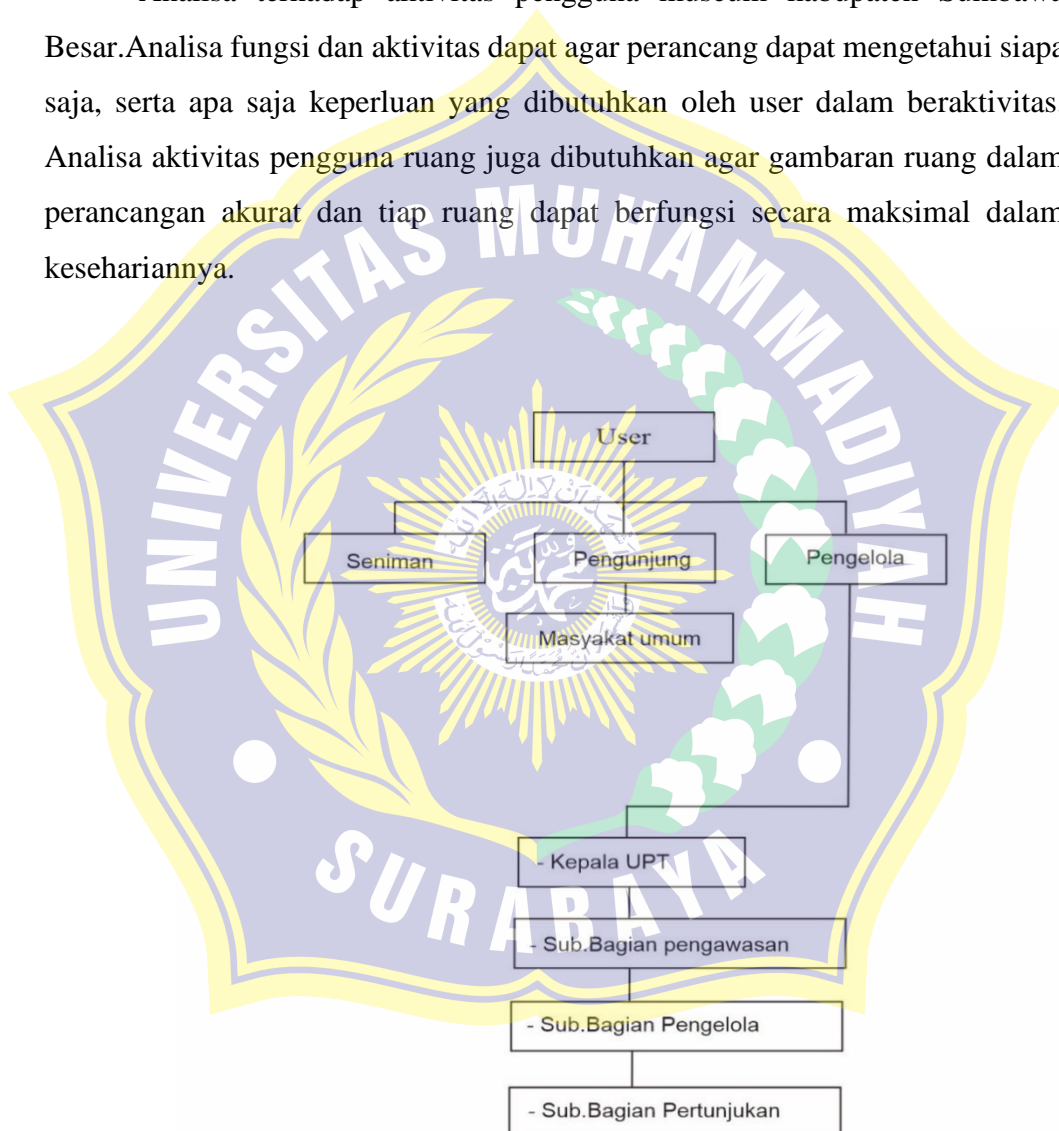 Analisa terhadap aktivitas pengguna museum kabupaten Sumbawa
Besar.Analisa fungsi dan aktivitas dapat agar perancang dapat mengetahui siapa
saja, serta apa saja keperluan yang dibutuhkan oleh user dalam beraktivitas.
Analisa aktivitas pengguna ruang juga dibutuhkan agar gambaran ruang dalam
perancangan akurat dan tiap ruang dapat berfungsi secara maksimal dalam
kesehariannya.
UNIVERSITAS MUHAMMADIYAH
User
Seniman
Pengunjung
Pengelola
Masyakat umum
- Kepala UPT
SURABAYA
- Sub.Bagian pengawasan
- Sub.Bagian Pengelola
- Sub.Bagian Pertunjukan